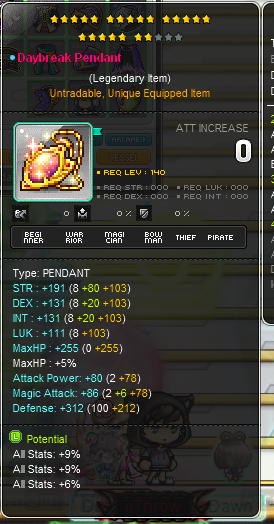 Daybreak Pendant
(Legendary Item)
Untradable, Unique Equipped Item
ATT INCREASE
0
REQ LEV : 140
REQ STR : 000 REQ LUK : 000
REQ DEX : 000 REQ INT : 000
0 0 % 0 %
BEGINNER WARRIOR MAGICIAN BOWMAN THIEF PIRATE
Type: PENDANT
STR : +191 (8 +80 +103)
DEX : +131 (8 +20 +103)
INT : +131 (8 +20 +103)
LUK : +111 (8 +103)
MaxHP : +255 (0 +255)
MaxHP : +5%
Attack Power: +80 (2 +78)
Magic Attack: +86 (2 +6 +78)
Defense: +312 (100 +212)
L Potential
All Stats: +9%
All Stats: +9%
All Stats: +6%